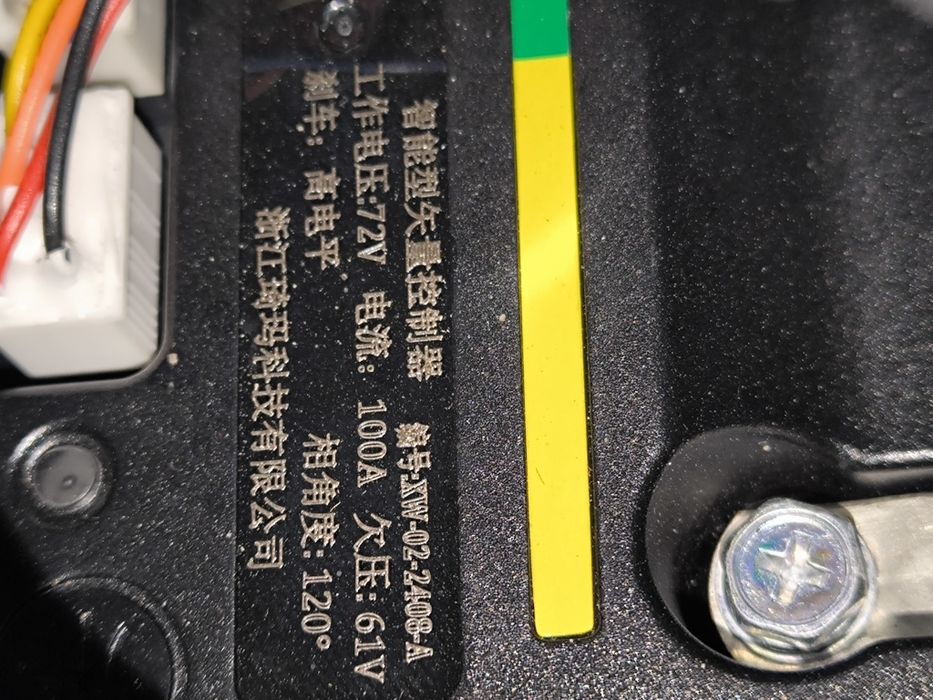 智能型矢量控制器 编号:XW-02-2408-A
工作电压:72V 电流: 100A 欠压: 61V
刹车: 高电平 相角度: 120°
浙江琦玛科技有限公司